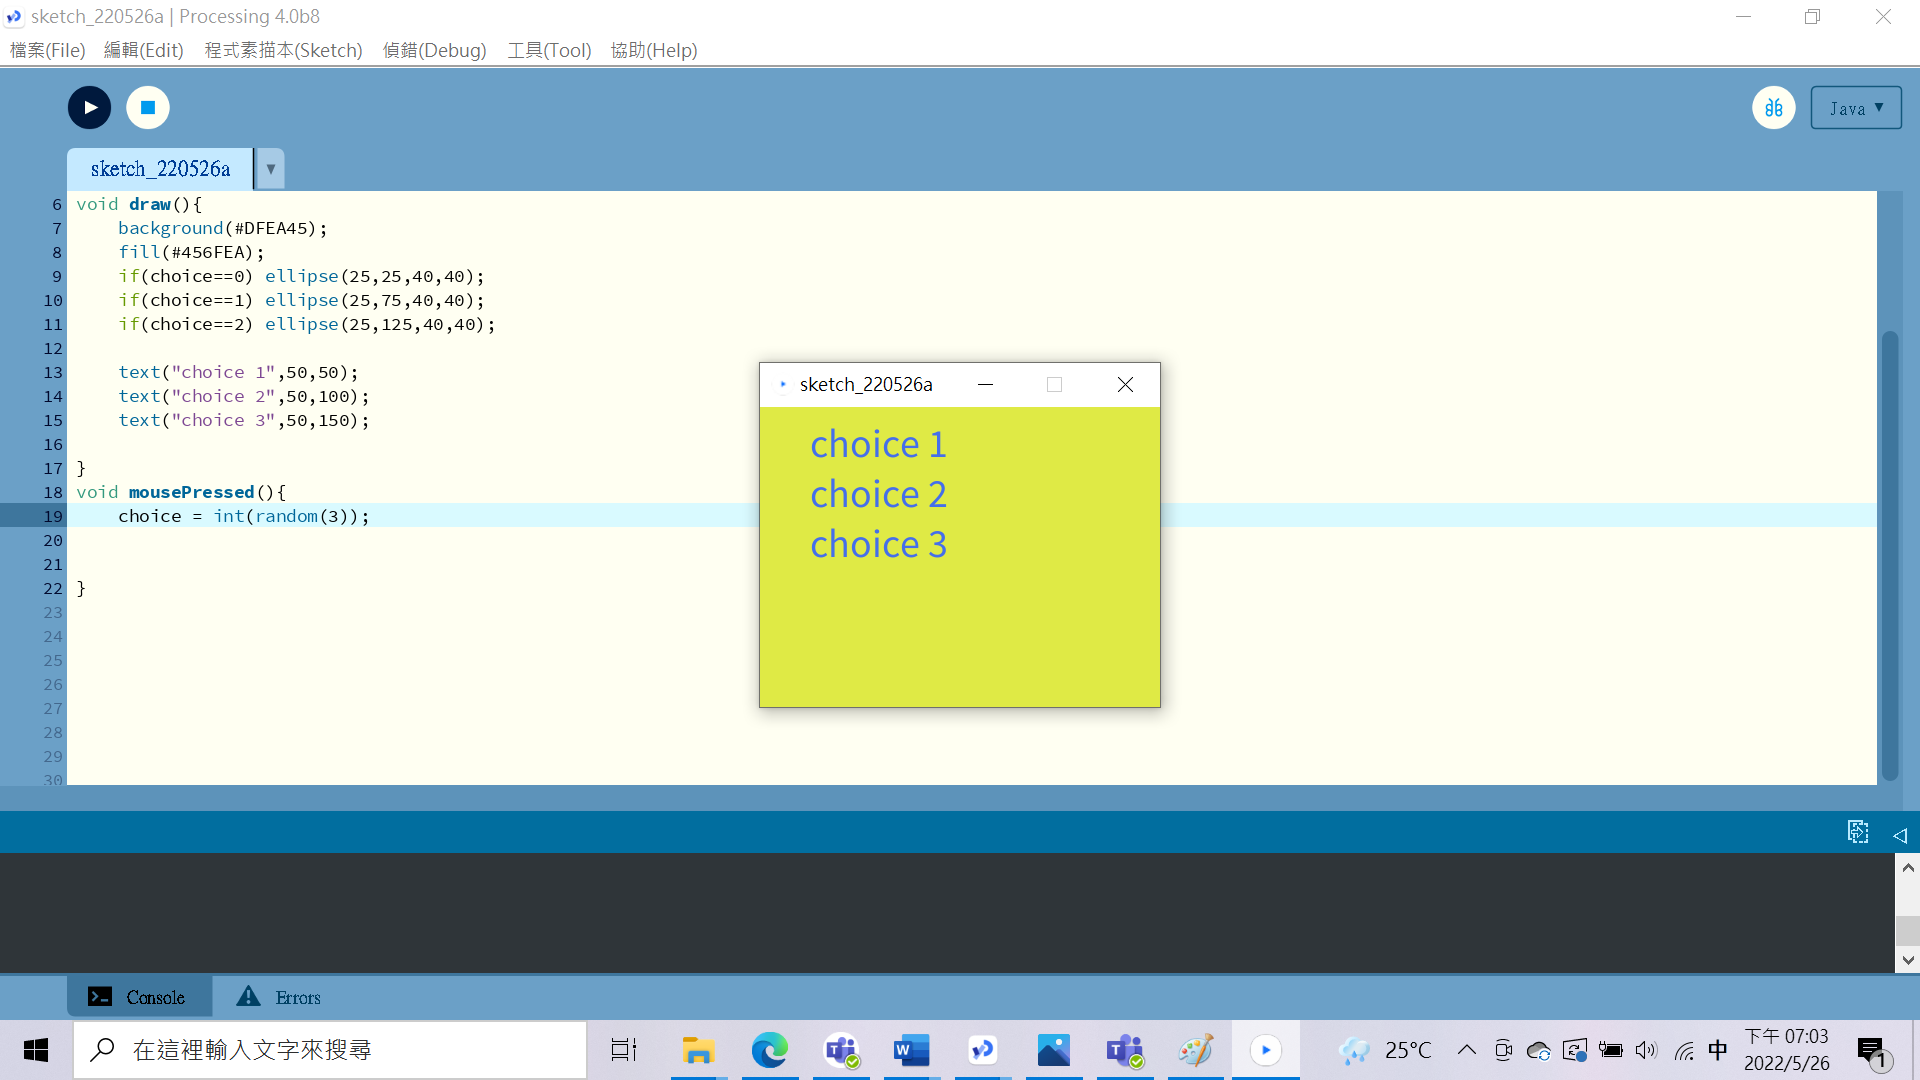 sketch_220526a | Processing 4.0b8
檔案(File) 編輯(Edit) 程式素描本(Sketch) 偵錯(Debug) 工具(Tool) 協助(Help)
Java ▼
sketch_220526a ▼
6 void draw(){
7 background(#DFEA45);
8 fill(#456FEA);
9 if(choice==0) ellipse(25,25,40,40);
10 if(choice==1) ellipse(25,75,40,40);
11 if(choice==2) ellipse(25,125,40,40);
12
13 text("choice 1",50,50);
14 text("choice 2",50,100);
15 text("choice 3",50,150);
16
17 }
18 void mousePressed(){
19 choice = int(random(3));
20
21
22 }
23
24
25
26
27
28
29
30
sketch_220526a
choice 1
choice 2
choice 3
Console Errors
在這裡輸入文字來搜尋
25°C
中
下午 07:03
2022/5/26
1